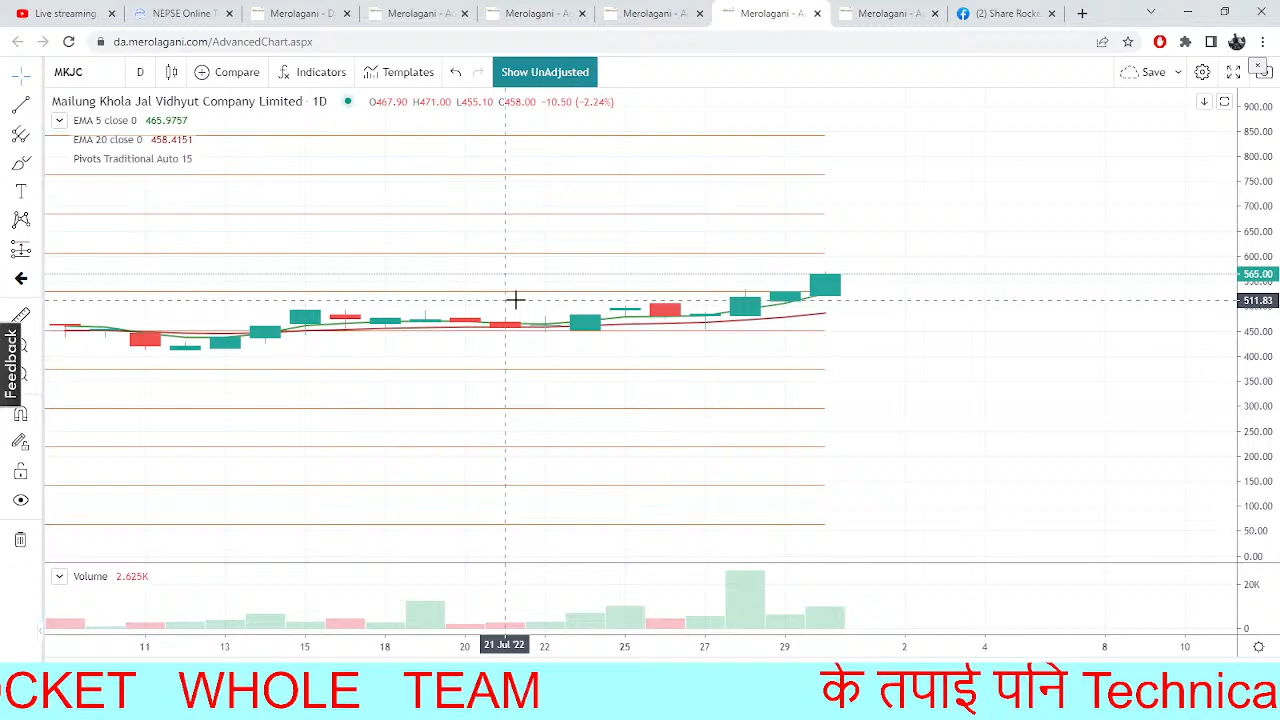 Live streaming
NEPSE Online T
Merolagani - D
Merolagani - A
Merolagani - A
Merolagani - A
Merolagani - A
Merolagani - A
(2) Share Rocke
da.merolagani.com/AdvancedChart.aspx
MKJC D Compare Indicators Templates Show UnAdjusted Save
Mailung Khola Jal Vidhyut Company Limited · 1D O467.90 H471.00 L455.10 C458.00 −10.50 (−2.24%)
EMA 5 close 0 465.9757
EMA 20 close 0 458.4151
Pivots Traditional Auto 15
900.00
850.00
800.00
750.00
700.00
650.00
600.00
565.00
511.83
450.00
400.00
350.00
300.00
250.00
200.00
150.00
100.00
50.00
0.00
Feedback
Volume 2.625K
20K
0
11 13 15 18 20 21 Jul '22 22 25 27 29 2 4 8 10
OCKET WHOLE TEAM के तपाई पनि Technica